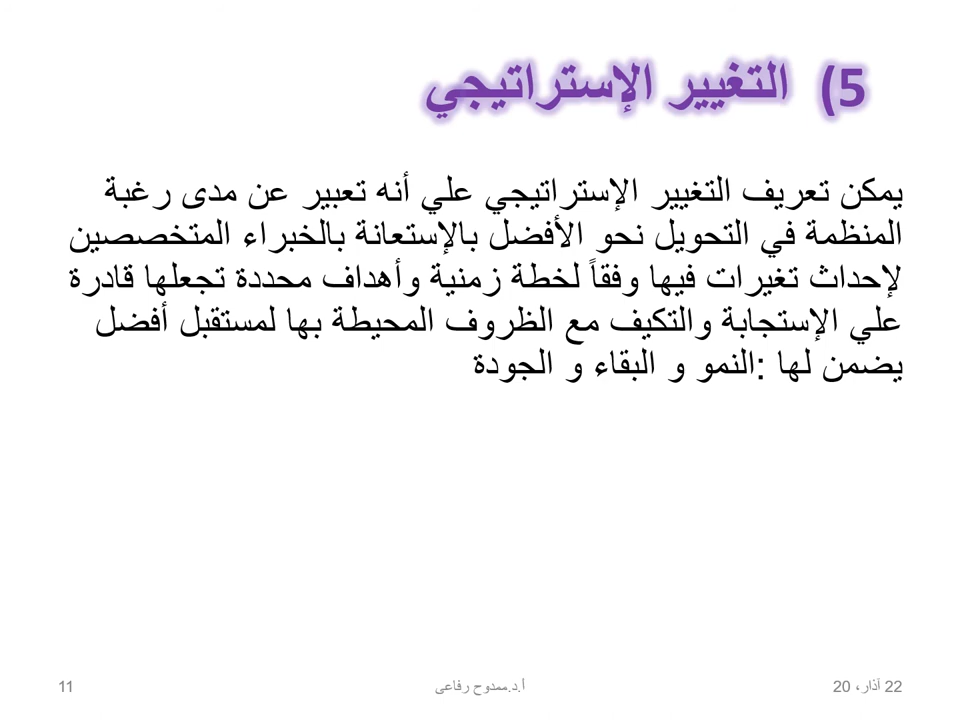 5) التغيير الإستراتيجي
يمكن تعريف التغيير الإستراتيجي علي أنه تعبير عن مدى رغبة
المنظمة في التحويل نحو الأفضل بالإستعانة بالخبراء المتخصصين
لإحداث تغيرات فيها وفقاً لخطة زمنية وأهداف محددة تجعلها قادرة
علي الإستجابة والتكيف مع الظروف المحيطة بها لمستقبل أفضل
يضمن لها :النمو و البقاء و الجودة
22 آذار، 20
أ.د.ممدوح رفاعى
11